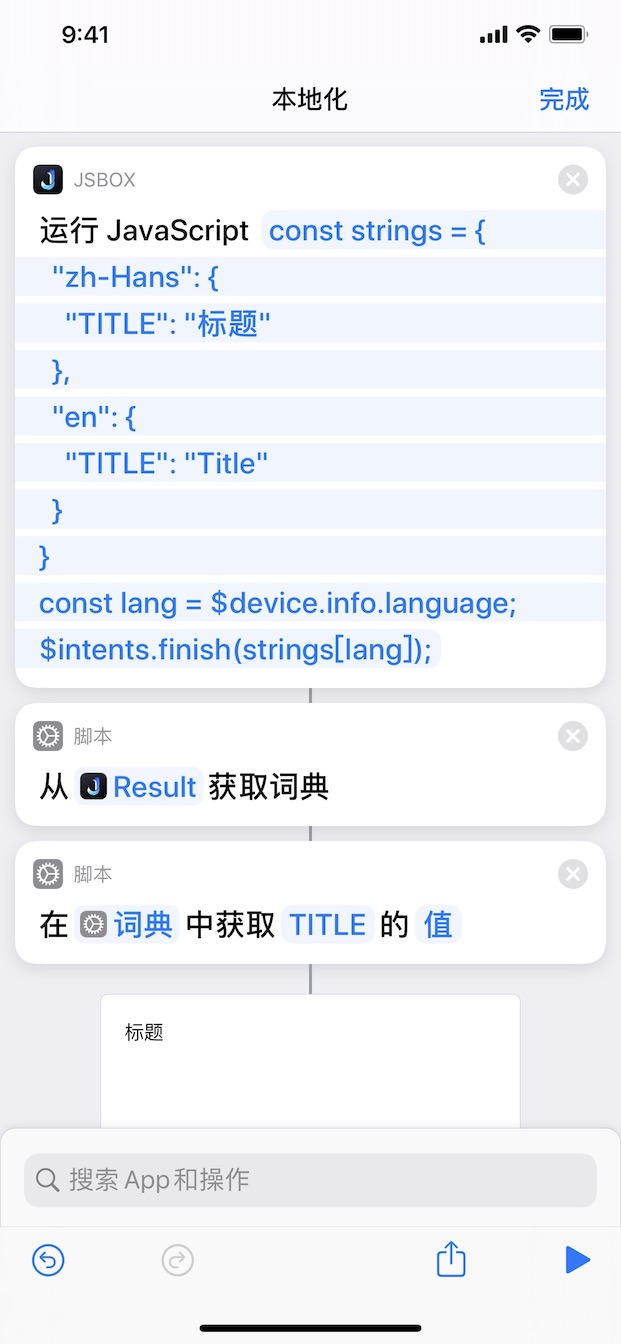 9:41
本地化
完成
JSBOX
运行 JavaScript const strings = {
"zh-Hans": {
"TITLE": "标题"
},
"en": {
"TITLE": "Title"
}
}
const lang = $device.info.language;
$intents.finish(strings[lang]);
脚本
从 Result 获取词典
脚本
在 词典 中获取 TITLE 的 值
标题
搜索 App 和操作